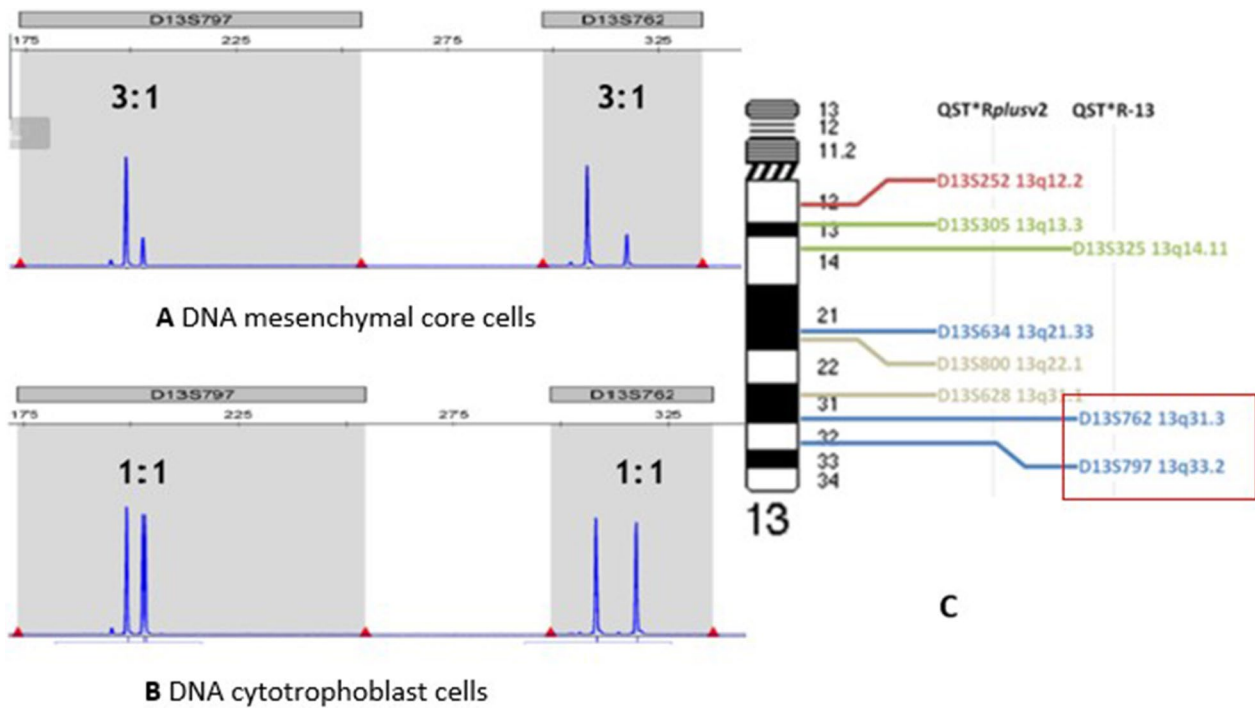 D13S797 D13S762
175 225 275 325
3:1 3:1
A DNA mesenchymal core cells
D13S797 D13S762
175 225 275 325
1:1 1:1
B DNA cytotrophoblast cells
QST*Rplusv2 QST*R-13
13
12
11.2
12
13
14
21
22
31
32
33
34
13
D13S252 13q12.2
D13S305 13q13.3
D13S325 13q14.11
D13S634 13q21.33
D13S800 13q22.1
D13S628 13q31.1
D13S762 13q31.3
D13S797 13q33.2
C